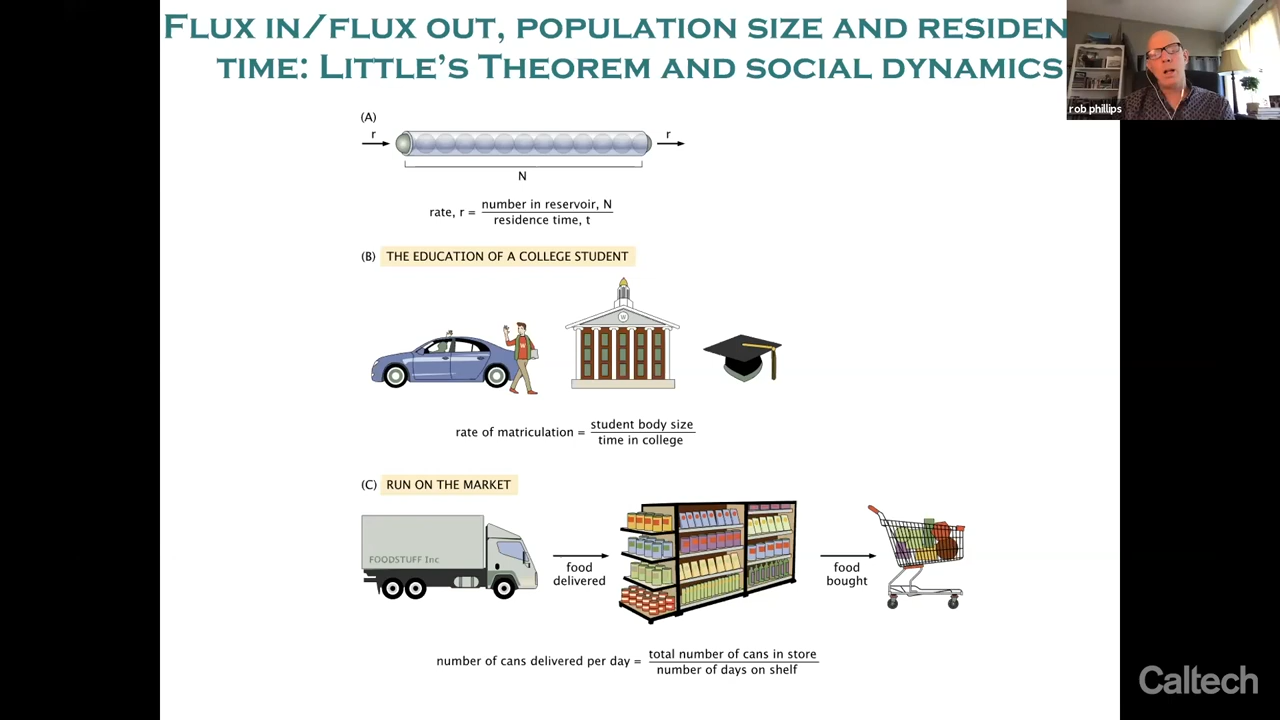 FLUX IN/FLUX OUT, POPULATION SIZE AND RESIDEN
TIME: LITTLE'S THEOREM AND SOCIAL DYNAMICS
rob phillips
(A)
r
r
N
rate, r = number in reservoir, N
residence time, t
(B) THE EDUCATION OF A COLLEGE STUDENT
W
W
rate of matriculation = student body size
time in college
(C) RUN ON THE MARKET
FOODSTUFF Inc
food
delivered
food
bought
number of cans delivered per day = total number of cans in store
number of days on shelf
Caltech